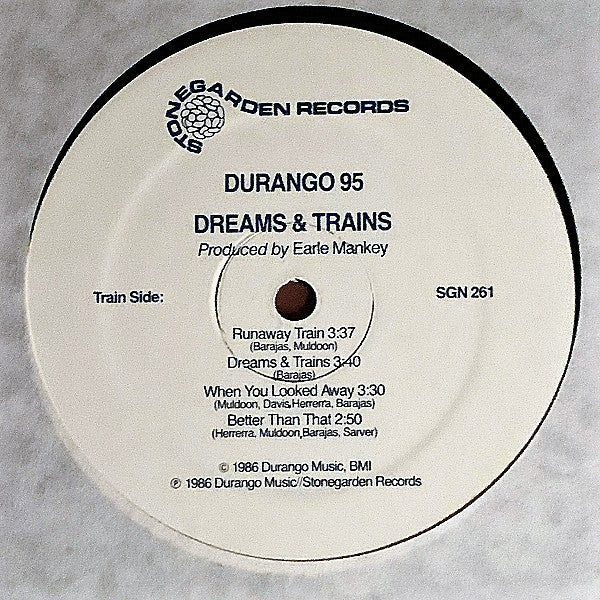 STONEGARDEN RECORDS
DURANGO 95
DREAMS & TRAINS
Produced by Earle Mankey
Train Side:
SGN 261
Runaway Train 3:37
(Barajas, Muldoon)
Dreams & Trains 3:40
(Barajas)
When You Looked Away 3:30
(Muldoon, Davis, Herrerra, Barajas)
Better Than That 2:50
(Herrerra, Muldoon, Barajas, Sarver)
© 1986 Durango Music, BMI
℗ 1986 Durango Music//Stonegarden Records